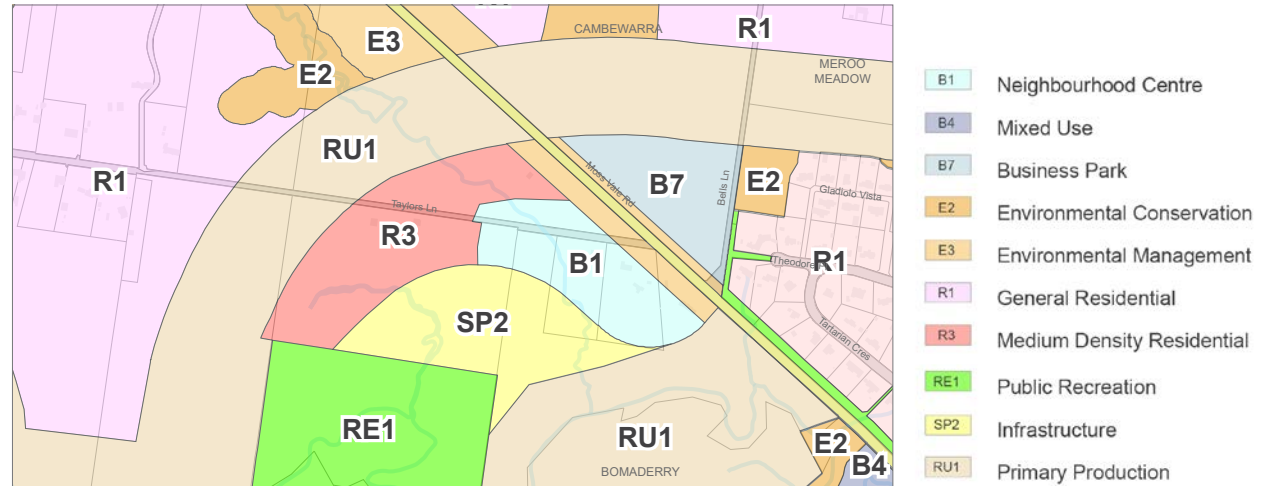 CAMBEWARRA
R1
E3
MEROO
MEADOW
E2
RU1
R1
Taylors Ln
Moss Vale Rd
B7
Bells Ln
E2
Gladiolo Vista
R3
B1
R1
SP2
Tartarian Cres
RE1
RU1
BOMADERRY
E2
B4
B1 Neighbourhood Centre
B4 Mixed Use
B7 Business Park
E2 Environmental Conservation
E3 Environmental Management
R1 General Residential
R3 Medium Density Residential
RE1 Public Recreation
SP2 Infrastructure
RU1 Primary Production